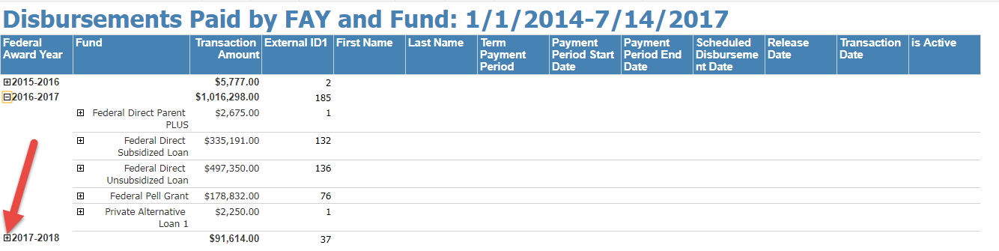 Disbursements Paid by FAY and Fund: 1/1/2014-7/14/2017
Federal Award Year Fund Transaction Amount External ID1 First Name Last Name Term Payment Period Payment Period Start Date Payment Period End Date Scheduled Disburseme nt Date Release Date Transaction Date is Active
2015-2016 $5,777.00 2
2016-2017 $1,016,298.00 185
Federal Direct Parent $2,675.00 1
PLUS
Federal Direct $335,191.00 132
Subsidized Loan
Federal Direct $497,350.00 136
Unsubsidized Loan
Federal Pell Grant $178,832.00 76
Private Alternative $2,250.00 1
Loan 1
2017-2018 $91,614.00 37